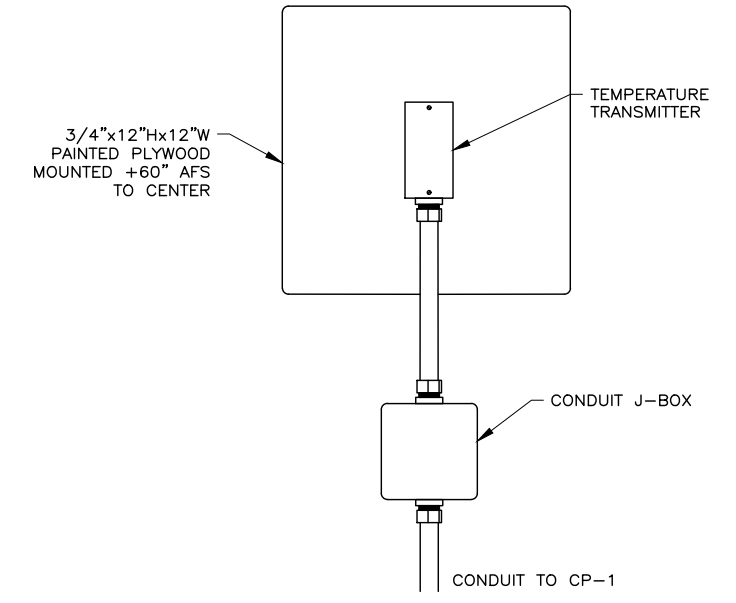 TEMPERATURE
TRANSMITTER
3/4"x12"Hx12"W
PAINTED PLYWOOD
MOUNTED +60" AFS
TO CENTER
CONDUIT J-BOX
CONDUIT TO CP-1